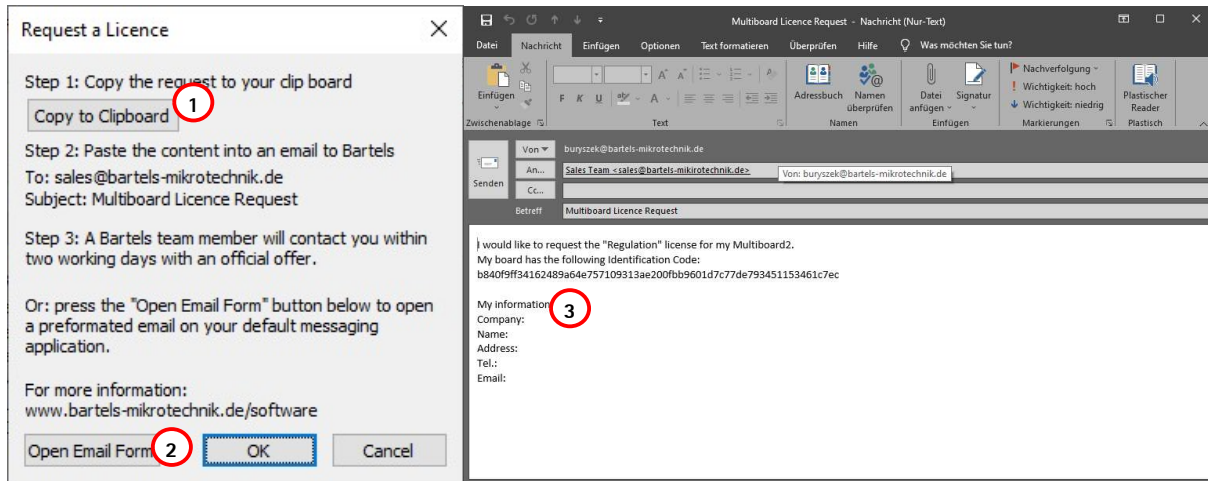 Request a Licence
Step 1: Copy the request to your clip board
1
Copy to Clipboard
Step 2: Paste the content into an email to Bartels
To: sales@bartels-mikrotechnik.de
Subject: Multiboard Licence Request
Step 3: A Bartels team member will contact you within
two working days with an official offer.
Or: press the "Open Email Form" button below to open
a preformated email on your default messaging
application.
For more information:
www.bartels-mikrotechnik.de/software
Open Email Form 2 OK Cancel
Multiboard Licence Request - Nachricht (Nur-Text)
Datei Nachricht Einfügen Optionen Text formatieren Überprüfen Hilfe Was möchten Sie tun?
Einfügen
F K U
Adressbuch Namen überprüfen
Datei anfügen Signatur
Nachverfolgung
Wichtigkeit: hoch
Wichtigkeit: niedrig
Plastischer Reader
Zwischenablage Text Namen Einfügen Markierungen Plastisch
Senden
Von buryszek@bartels-mikrotechnik.de
An... Sales Team <sales@bartels-mikirotechnik.de> Von: buryszek@bartels-mikrotechnik.de
Cc...
Betreff Multiboard Licence Request
I would like to request the "Regulation" license for my Multiboard2.
My board has the following Identification Code:
b840f9ff34162489a64e757109313ae200fbb9601d7c77de793451153461c7ec
My information
3
Company:
Name:
Address:
Tel.:
Email: